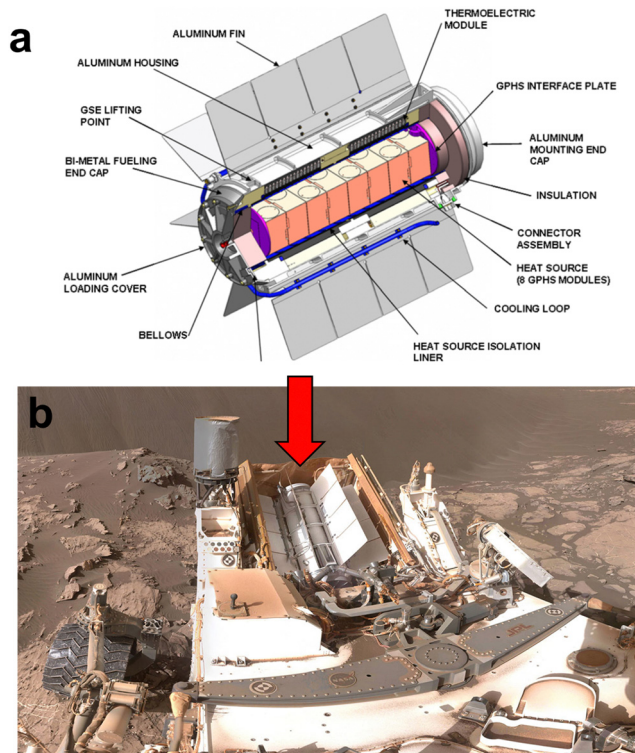 a
ALUMINUM FIN
THERMOELECTRIC
MODULE
ALUMINUM HOUSING
GPHS INTERFACE PLATE
GSE LIFTING
POINT
ALUMINUM
MOUNTING END
CAP
BI-METAL FUELING
END CAP
INSULATION
CONNECTOR
ASSEMBLY
ALUMINUM
LOADING COVER
HEAT SOURCE
(8 GPHS MODULES)
COOLING LOOP
BELLOWS
HEAT SOURCE ISOLATION
LINER
b
JPL